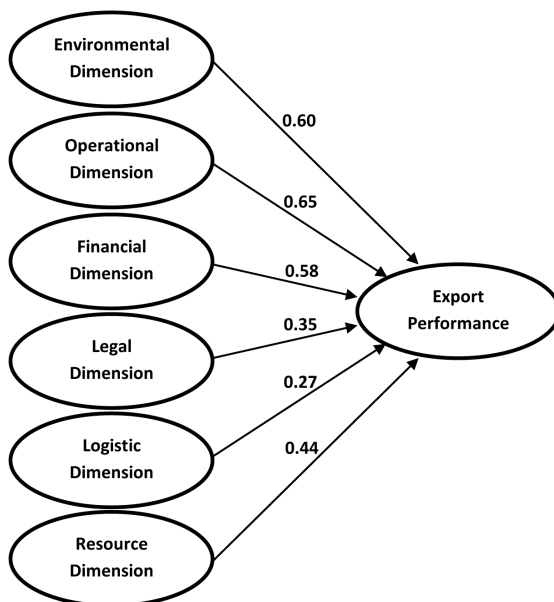 Environmental
Dimension
0.60
Operational
Dimension
0.65
Financial
Dimension
0.58
Export
Performance
Legal
Dimension
0.35
Logistic
Dimension
0.27
Resource
Dimension
0.44